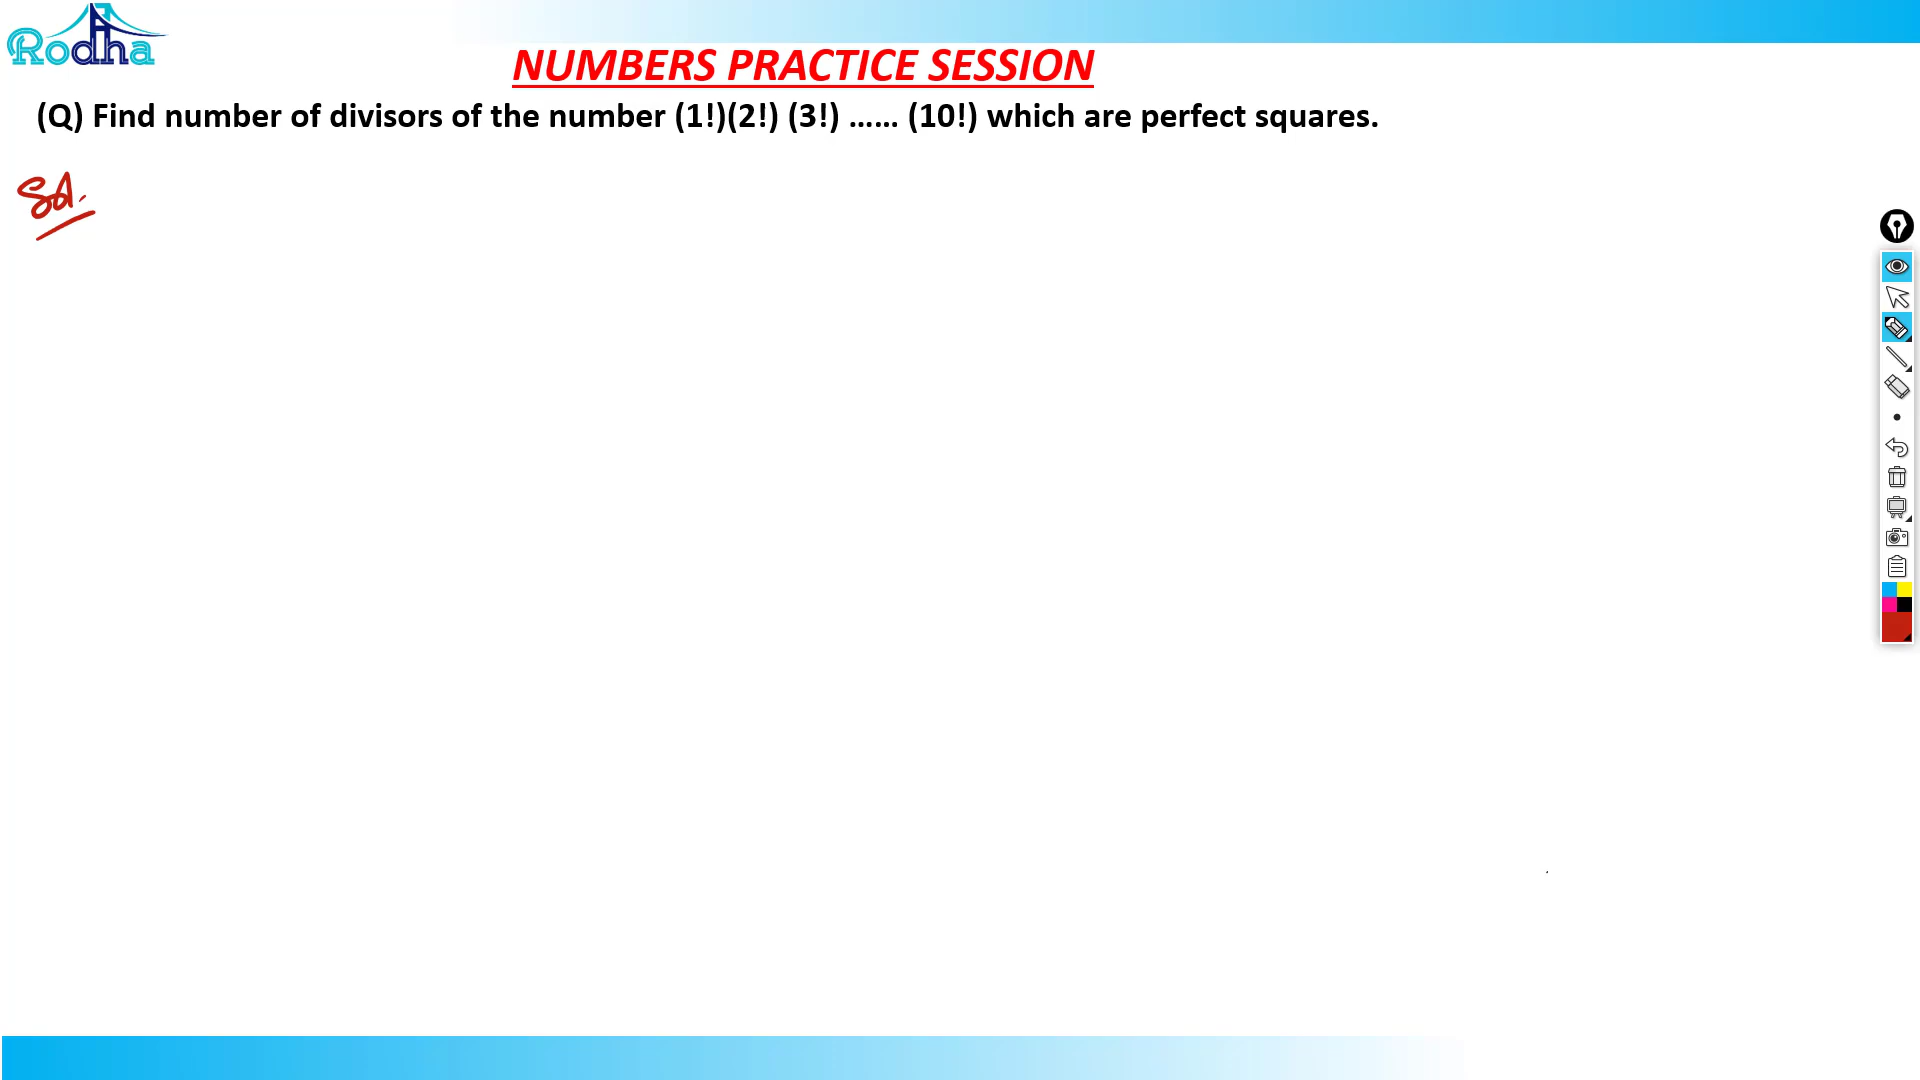 Rodha
NUMBERS PRACTICE SESSION
(Q) Find number of divisors of the number (1!)(2!) (3!) …… (10!) which are perfect squares.